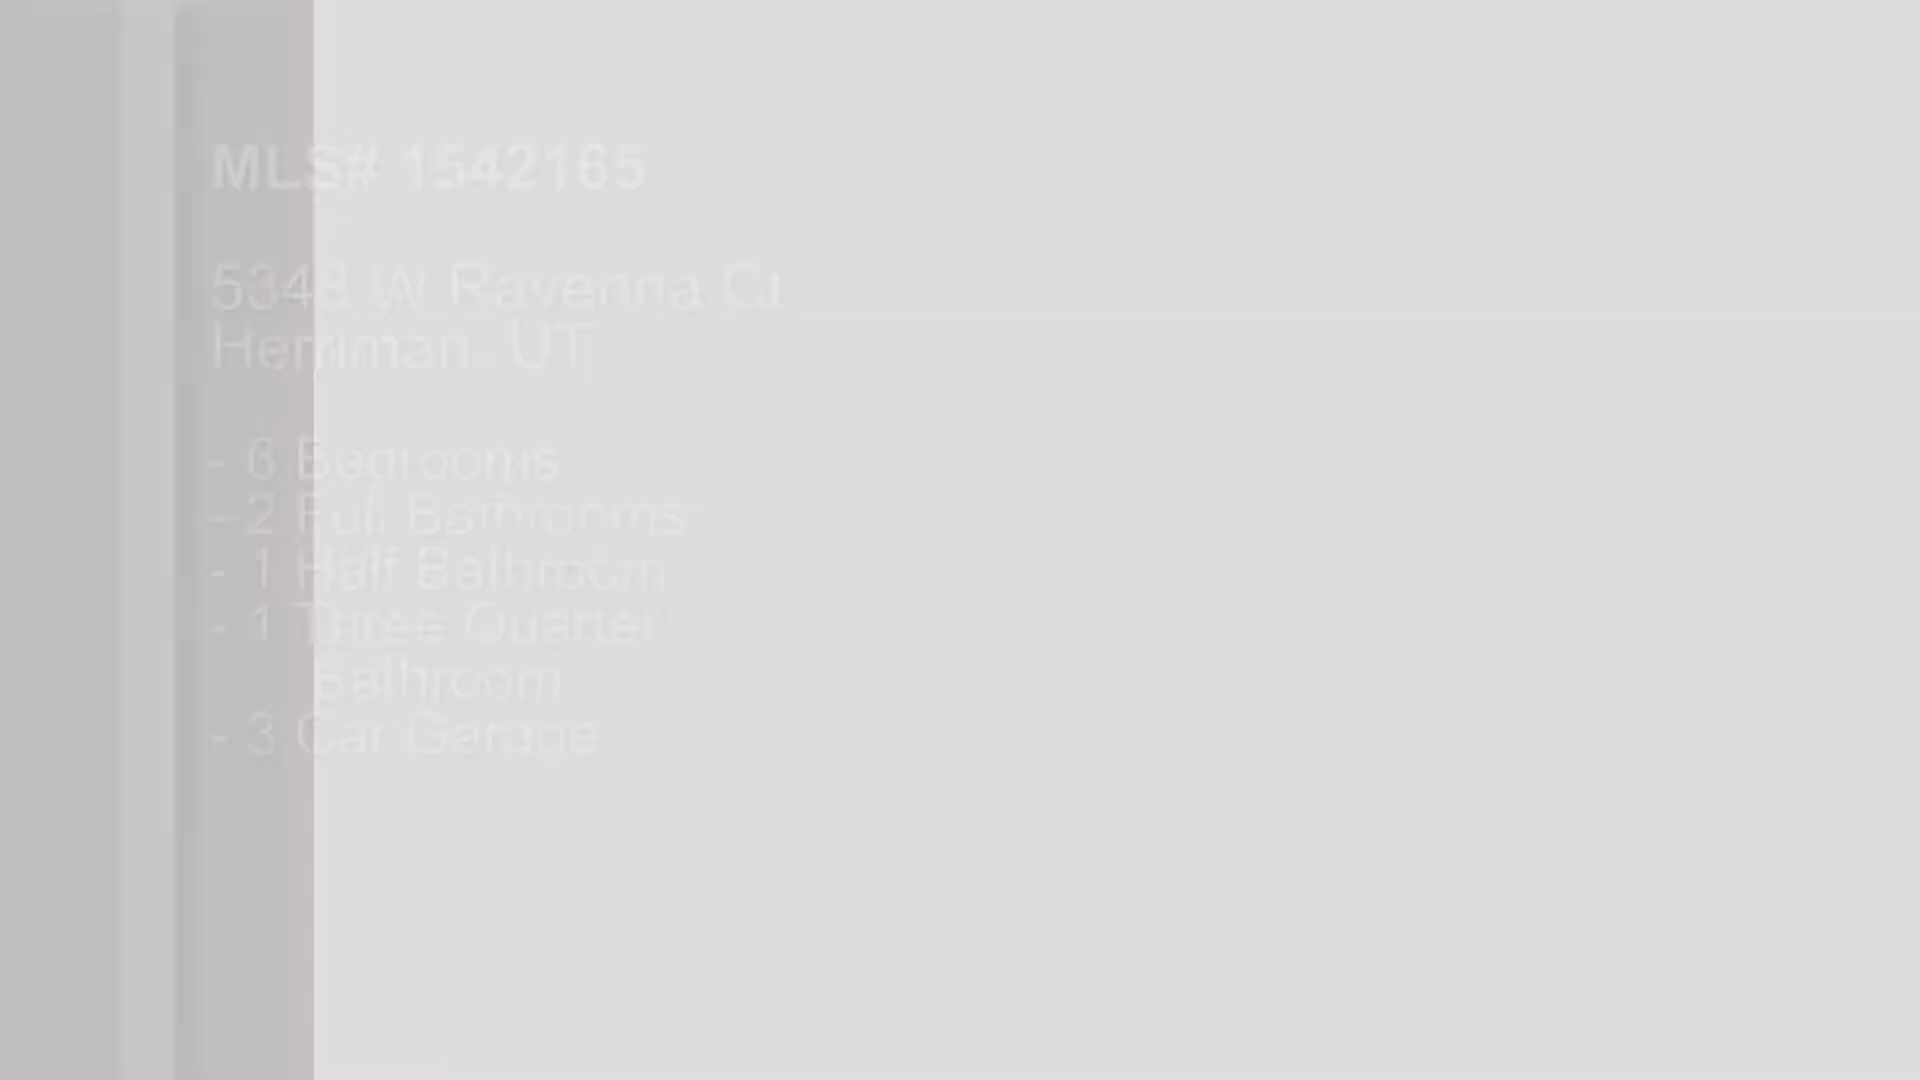 MLS# 1542165
5348 W Ravenna Ct
Herriman, UT
- 6 Bedrooms
- 2 Full Bathrooms
- 1 Half Bathroom
- 1 Three Quarter
Bathroom
- 3 Car Garage